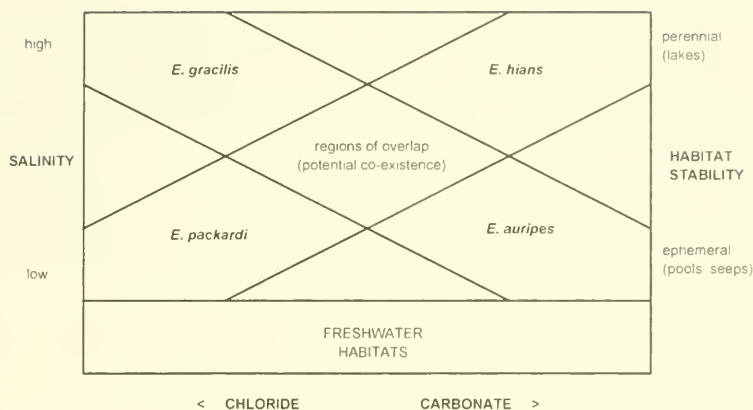 high
perennial
(lakes)
E. gracilis
E. hians
regions of overlap
(potential co-existence)
SALINITY
HABITAT
STABILITY
E. packardi
E. auripes
low
ephemeral
(pools seeps)
FRESHWATER
HABITATS
< CHLORIDE CARBONATE >